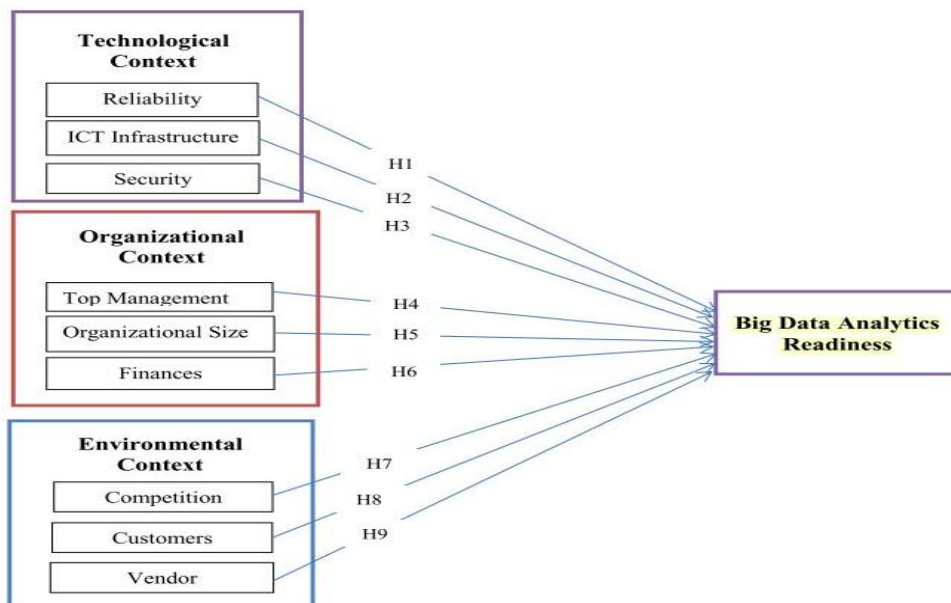 Technological
Context
Reliability
ICT Infrastructure
Security
H1
H2
H3
Organizational
Context
Top Management
Organizational Size
Finances
H4
H5
H6
Big Data Analytics
Readiness
Environmental
Context
Competition
Customers
Vendor
H7
H8
H9